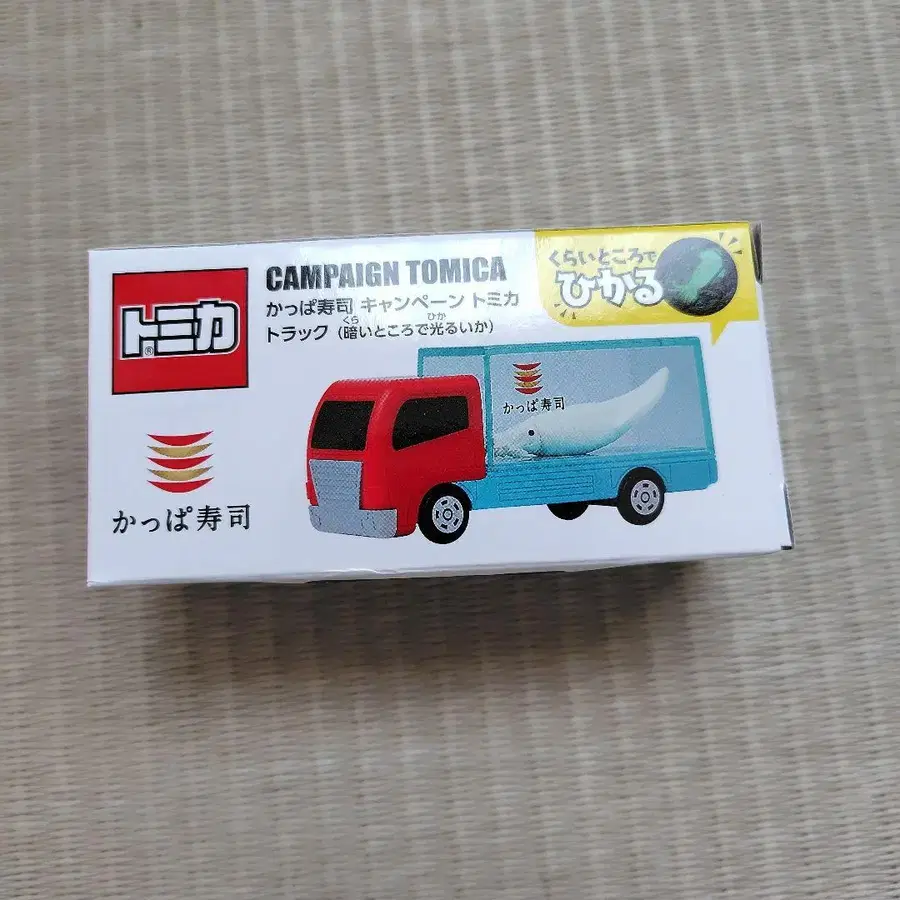 トミカ
®
CAMPAIGN TOMICA
かっぱ寿司 キャンペーン トミカ
トラック (暗いところで光るいか)
くら
ひか
くらいところで
ひかる
かっぱ寿司
かっぱ寿司